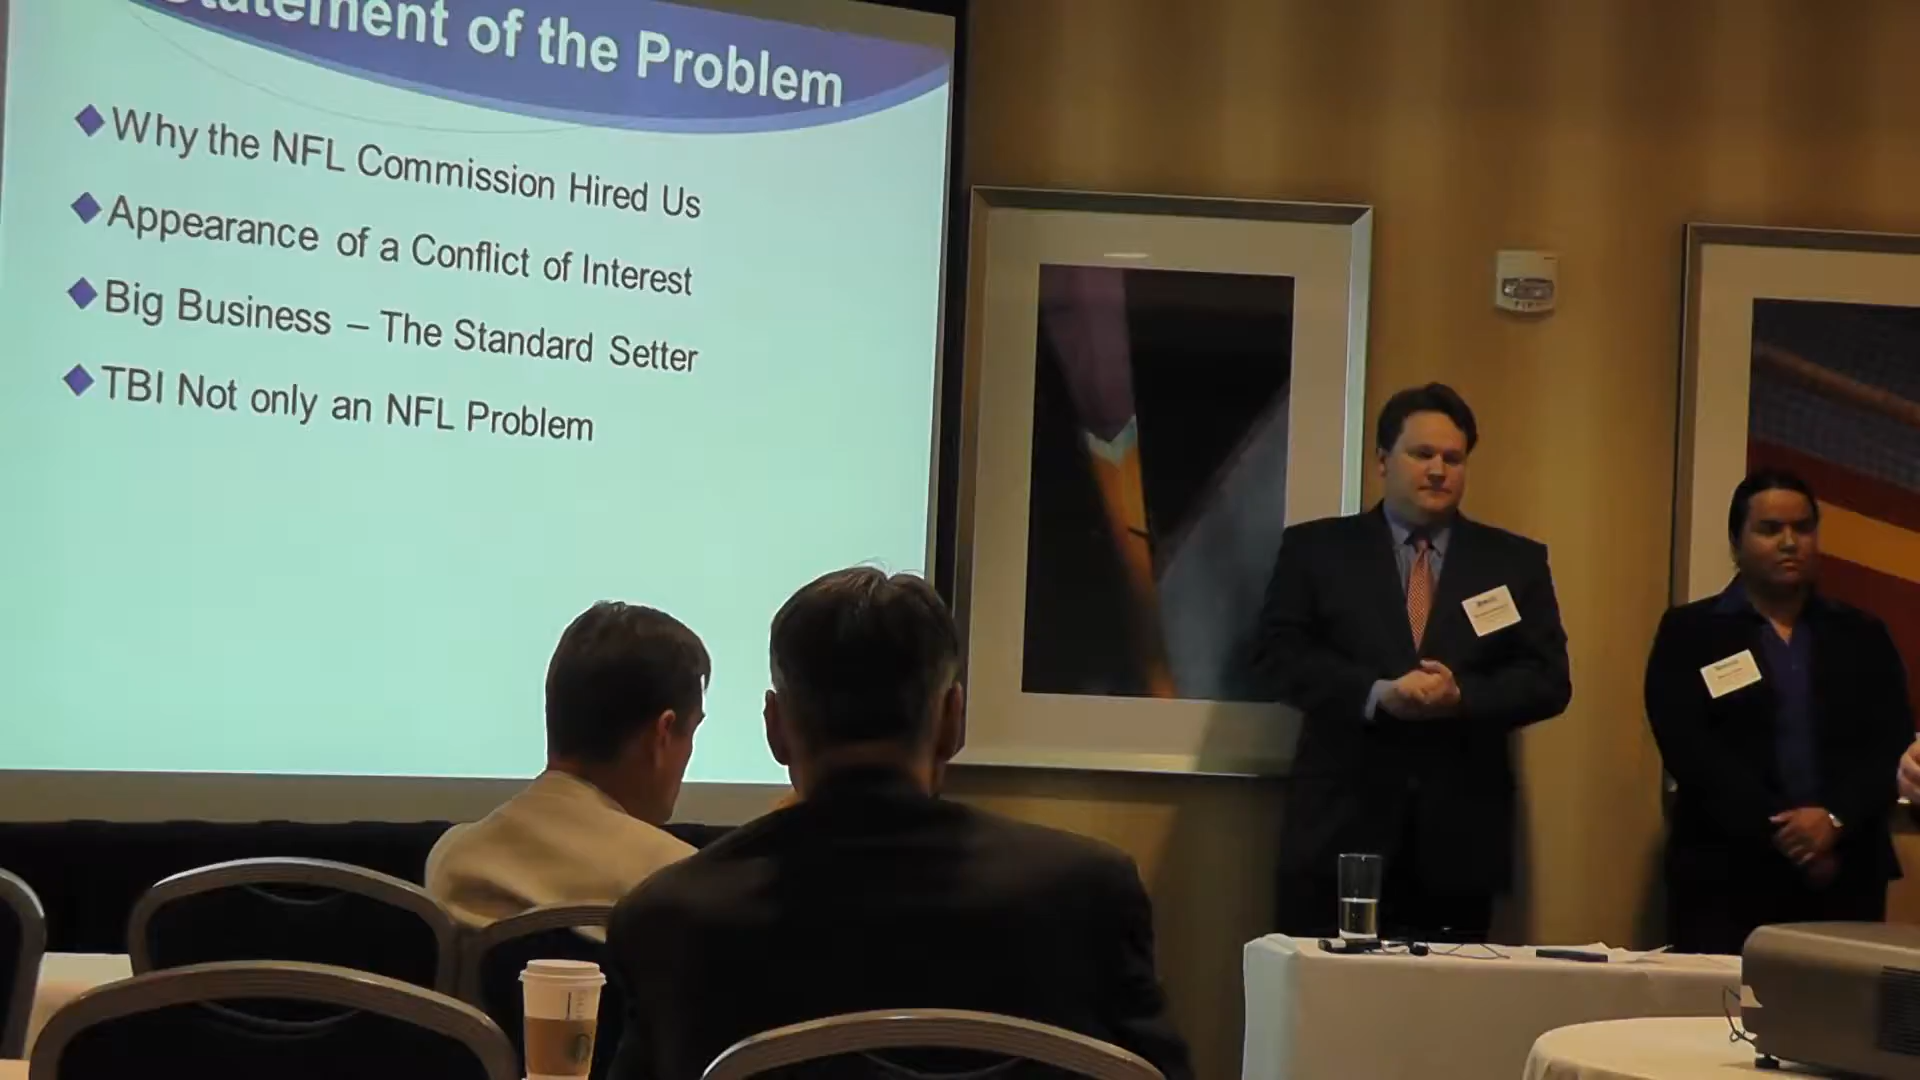 Statement of the Problem
Why the NFL Commission Hired Us
Appearance of a Conflict of Interest
Big Business – The Standard Setter
TBI Not only an NFL Problem